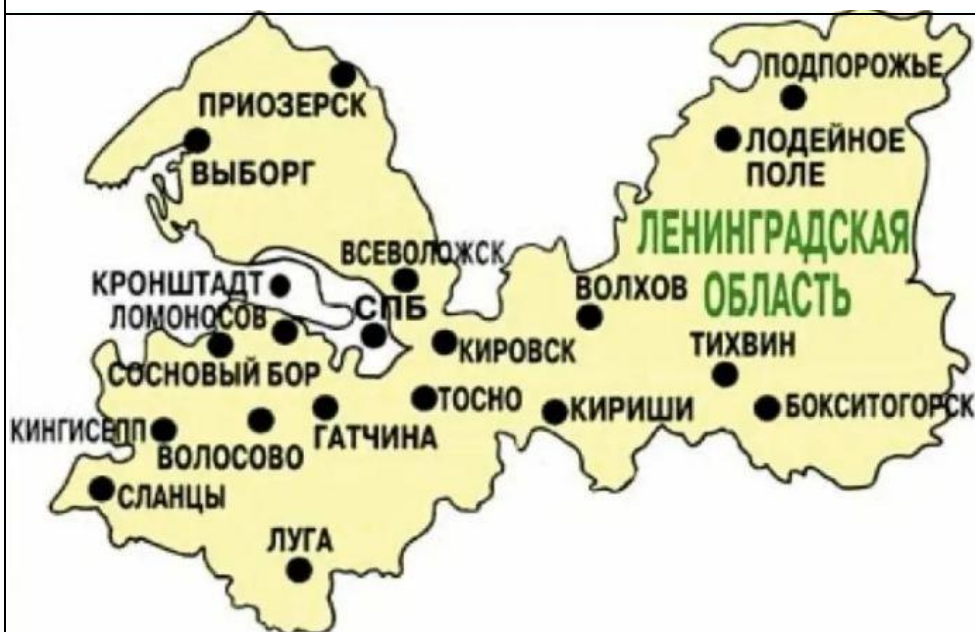 ПОДПОРОЖЬЕ
ПРИОЗЕРСК
ЛОДЕЙНОЕ
ПОЛЕ
ВЫБОРГ
ЛЕНИНГРАДСКАЯ
ОБЛАСТЬ
ВСЕВОЛОЖСК
КРОНШТАДТ
ВОЛХОВ
СПБ
ЛОМОНОСОВ
ТИХВИН
КИРОВСК
СОСНОВЫЙ БОР
ТОСНО
КИРИШИ
БОКСИТОГОРСК
КИНГИСЕПП
ГАТЧИНА
ВОЛОСОВО
СЛАНЦЫ
ЛУГА